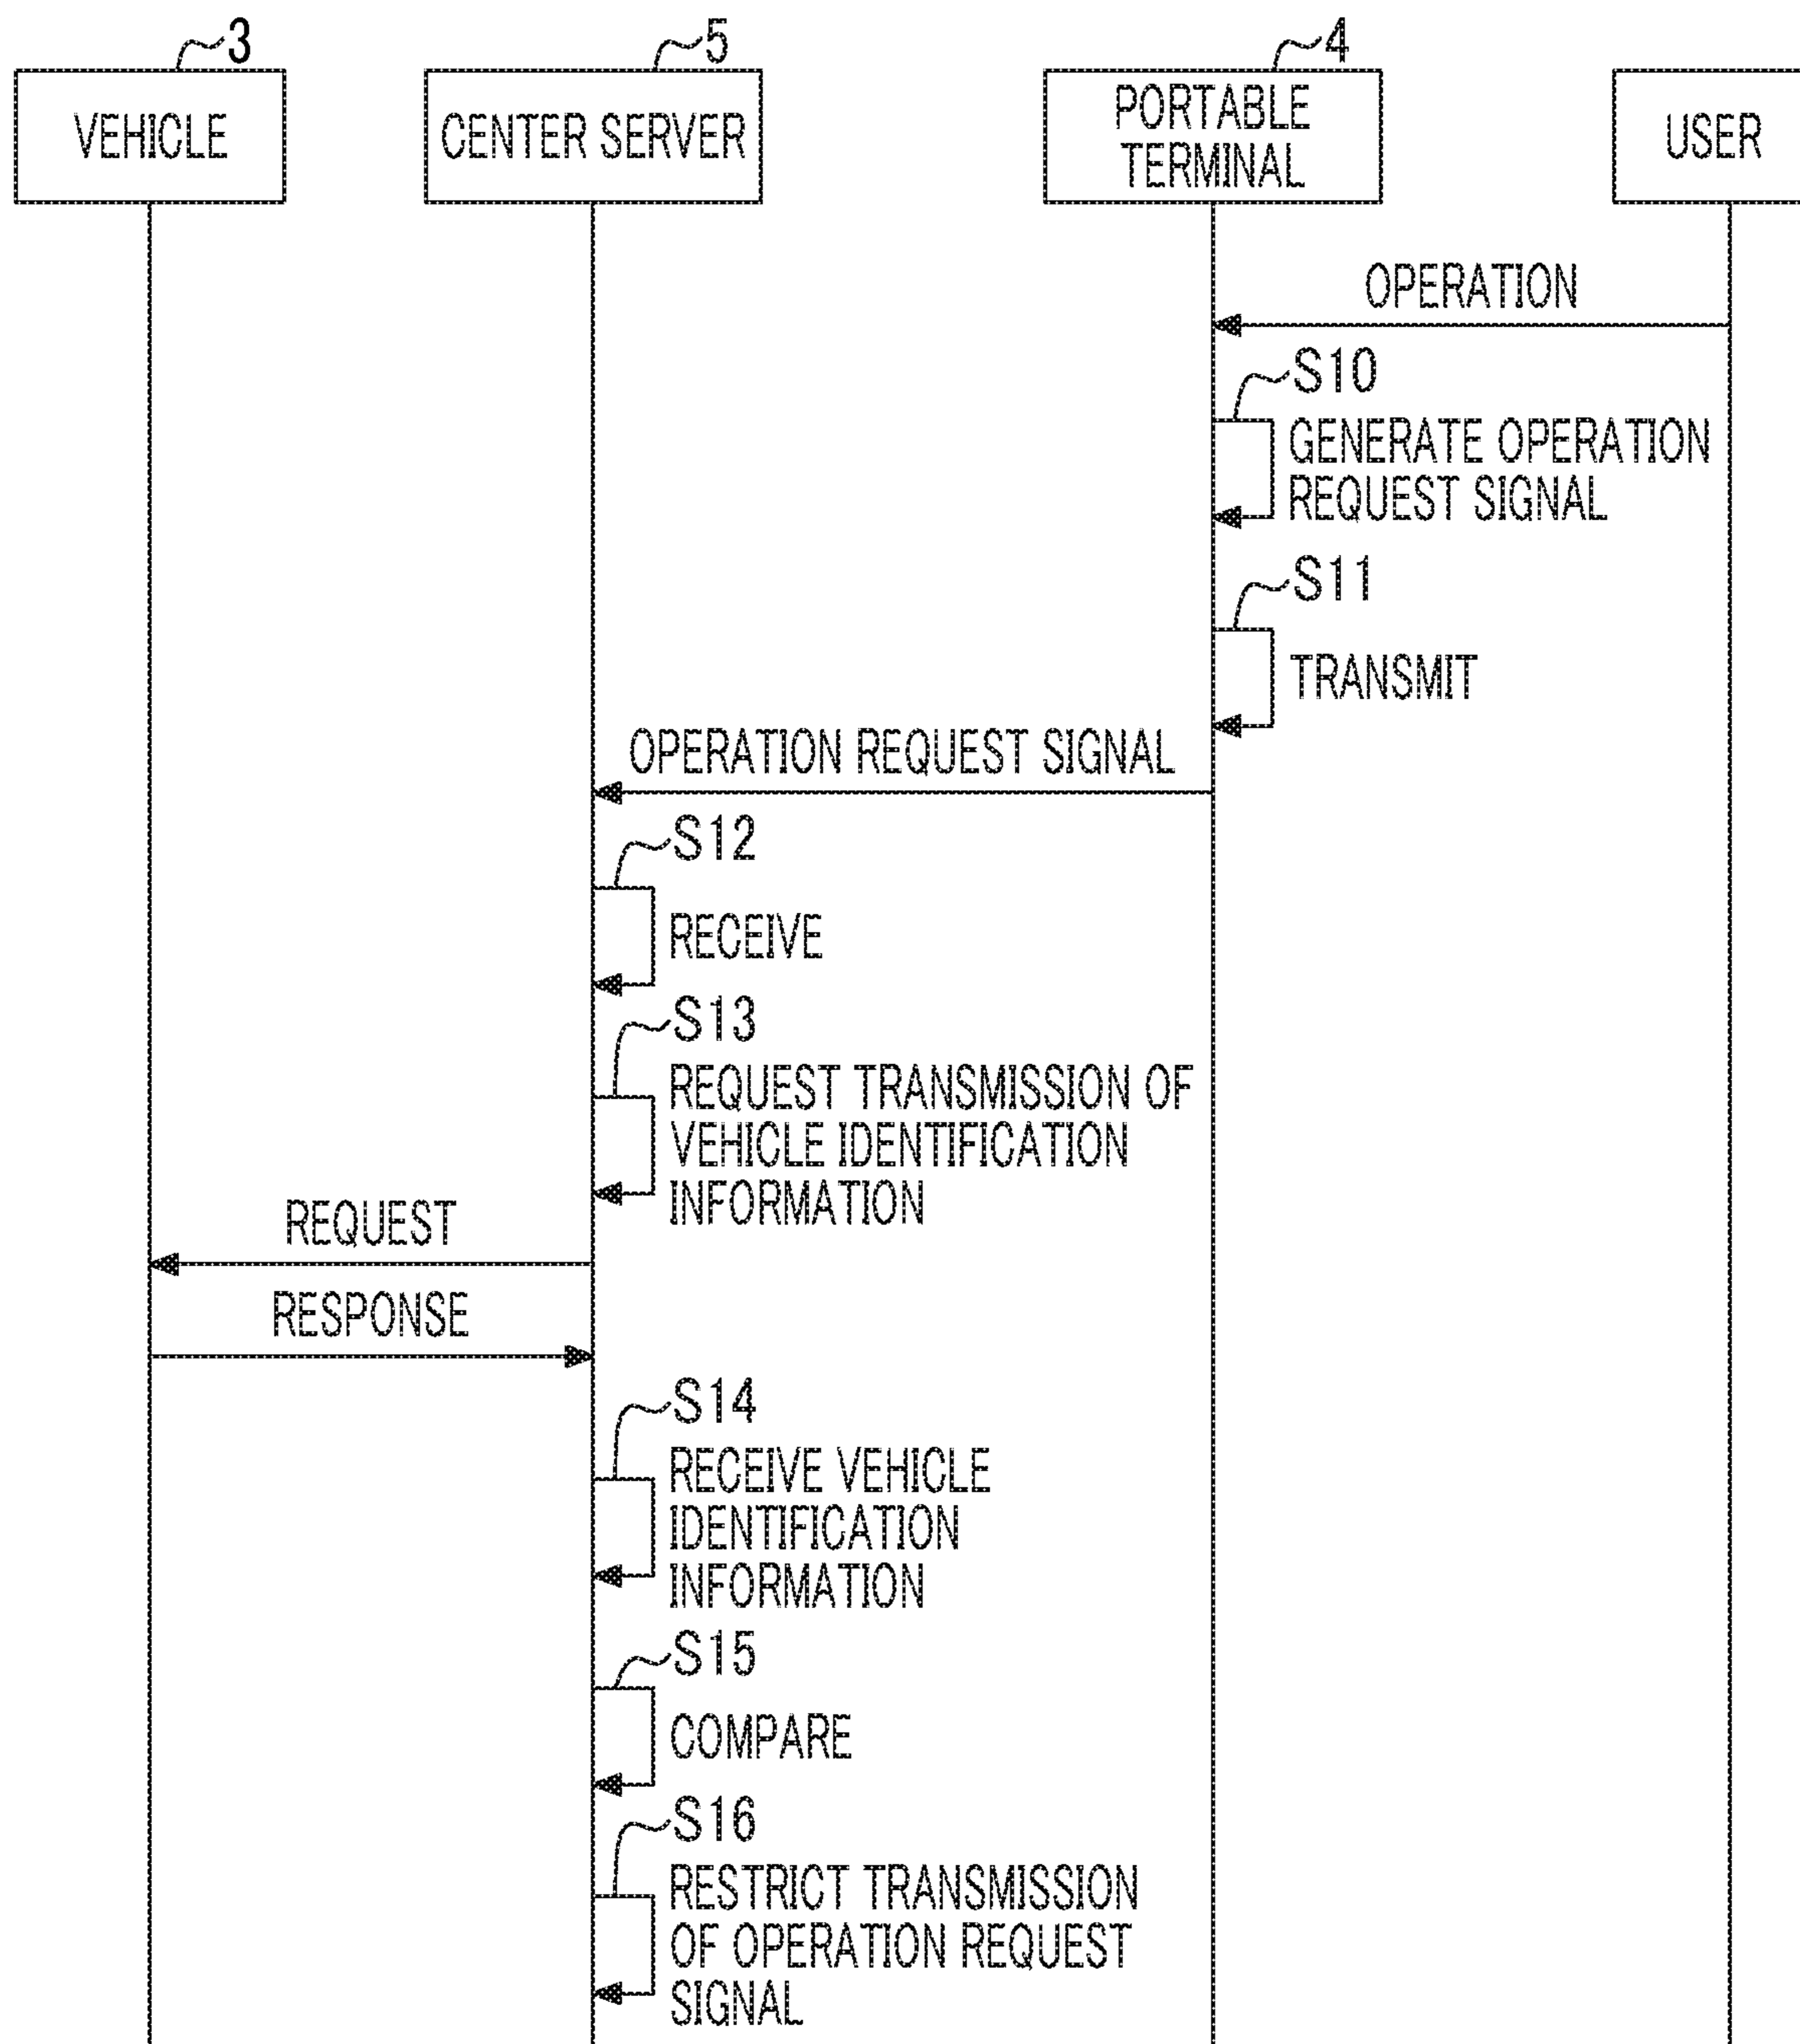 3
5
4
VEHICLE
CENTER SERVER
PORTABLE
TERMINAL
USER
OPERATION
S10
GENERATE OPERATION
REQUEST SIGNAL
S11
TRANSMIT
OPERATION REQUEST SIGNAL
S12
RECEIVE
S13
REQUEST TRANSMISSION OF
VEHICLE IDENTIFICATION
INFORMATION
REQUEST
RESPONSE
S14
RECEIVE VEHICLE
IDENTIFICATION
INFORMATION
S15
COMPARE
S16
RESTRICT TRANSMISSION
OF OPERATION REQUEST
SIGNAL